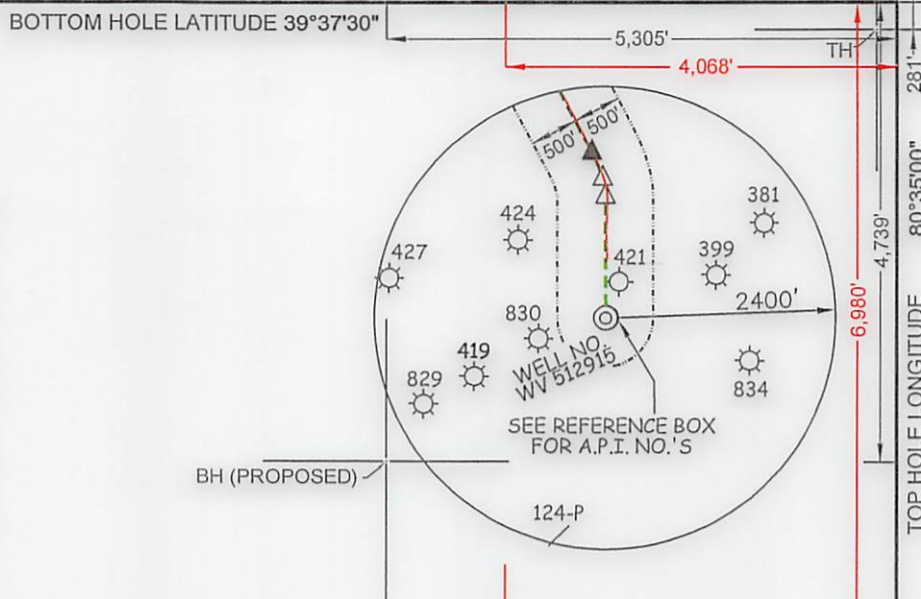 BOTTOM HOLE LATITUDE 39°37'30"
5,305'
TH
4,068'
281'
500'
500'
381
424
427
421
399
80°35'00"
4,739'
2400'
6,980'
830
WELL NO.
WV 512915
419
829
834
SEE REFERENCE BOX
FOR A.P.I. NO.'S
TOP HOLE LONGITUDE
BH (PROPOSED)
124-P